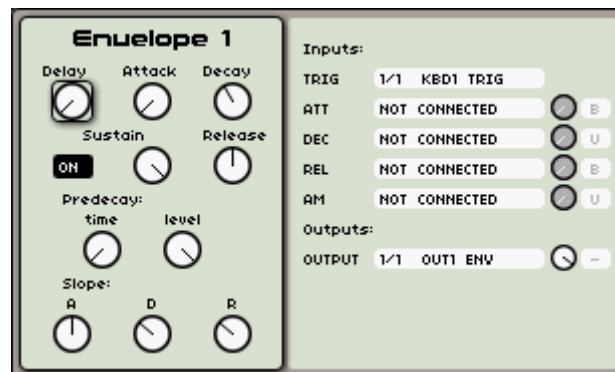 Envelope 1
Delay Attack Decay
Sustain Release
ON
Predecay:
time level
Slope:
A D R
Inputs:
TRIG 1/1 KBD1 TRIG
ATT NOT CONNECTED B
DEC NOT CONNECTED U
REL NOT CONNECTED B
AM NOT CONNECTED U
Outputs:
OUTPUT 1/1 OUT1 ENV -